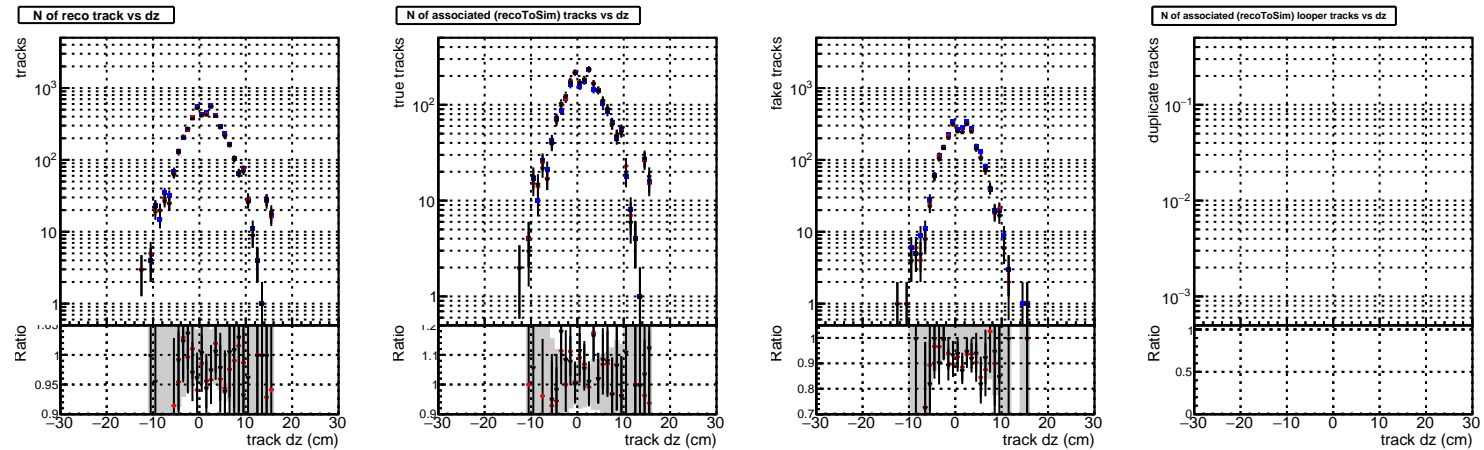 N of reco track vs dz
tracks
10³
10²
10
1
Ratio
1.05
1
0.95
0.9
−30 −20 −10 0 10 20 30
track dz (cm)
N of associated (recoToSim) tracks vs dz
true tracks
10²
10
1
Ratio
1.2
1.1
1
0.9
−30 −20 −10 0 10 20 30
track dz (cm)
fake tracks
10³
10²
10
1
Ratio
1
0.9
0.8
0.7
−30 −20 −10 0 10 20 30
track dz (cm)
N of associated (recoToSim) looper tracks vs dz
duplicate tracks
10⁻¹
10⁻²
10⁻³
Ratio
1
0.5
0
−30 −20 −10 0 10 20 30
track dz (cm)